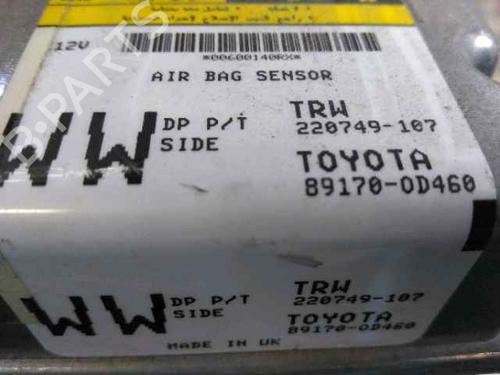 12V
*00600140RX*
AIR BAG SENSOR
WW DP P/T SIDE
TRW
220749-107
TOYOTA
89170-0D460
WW DP P/T SIDE
TRW
220749-107
TOYOTA
89170-0D460
MADE IN UK
B-PARTS